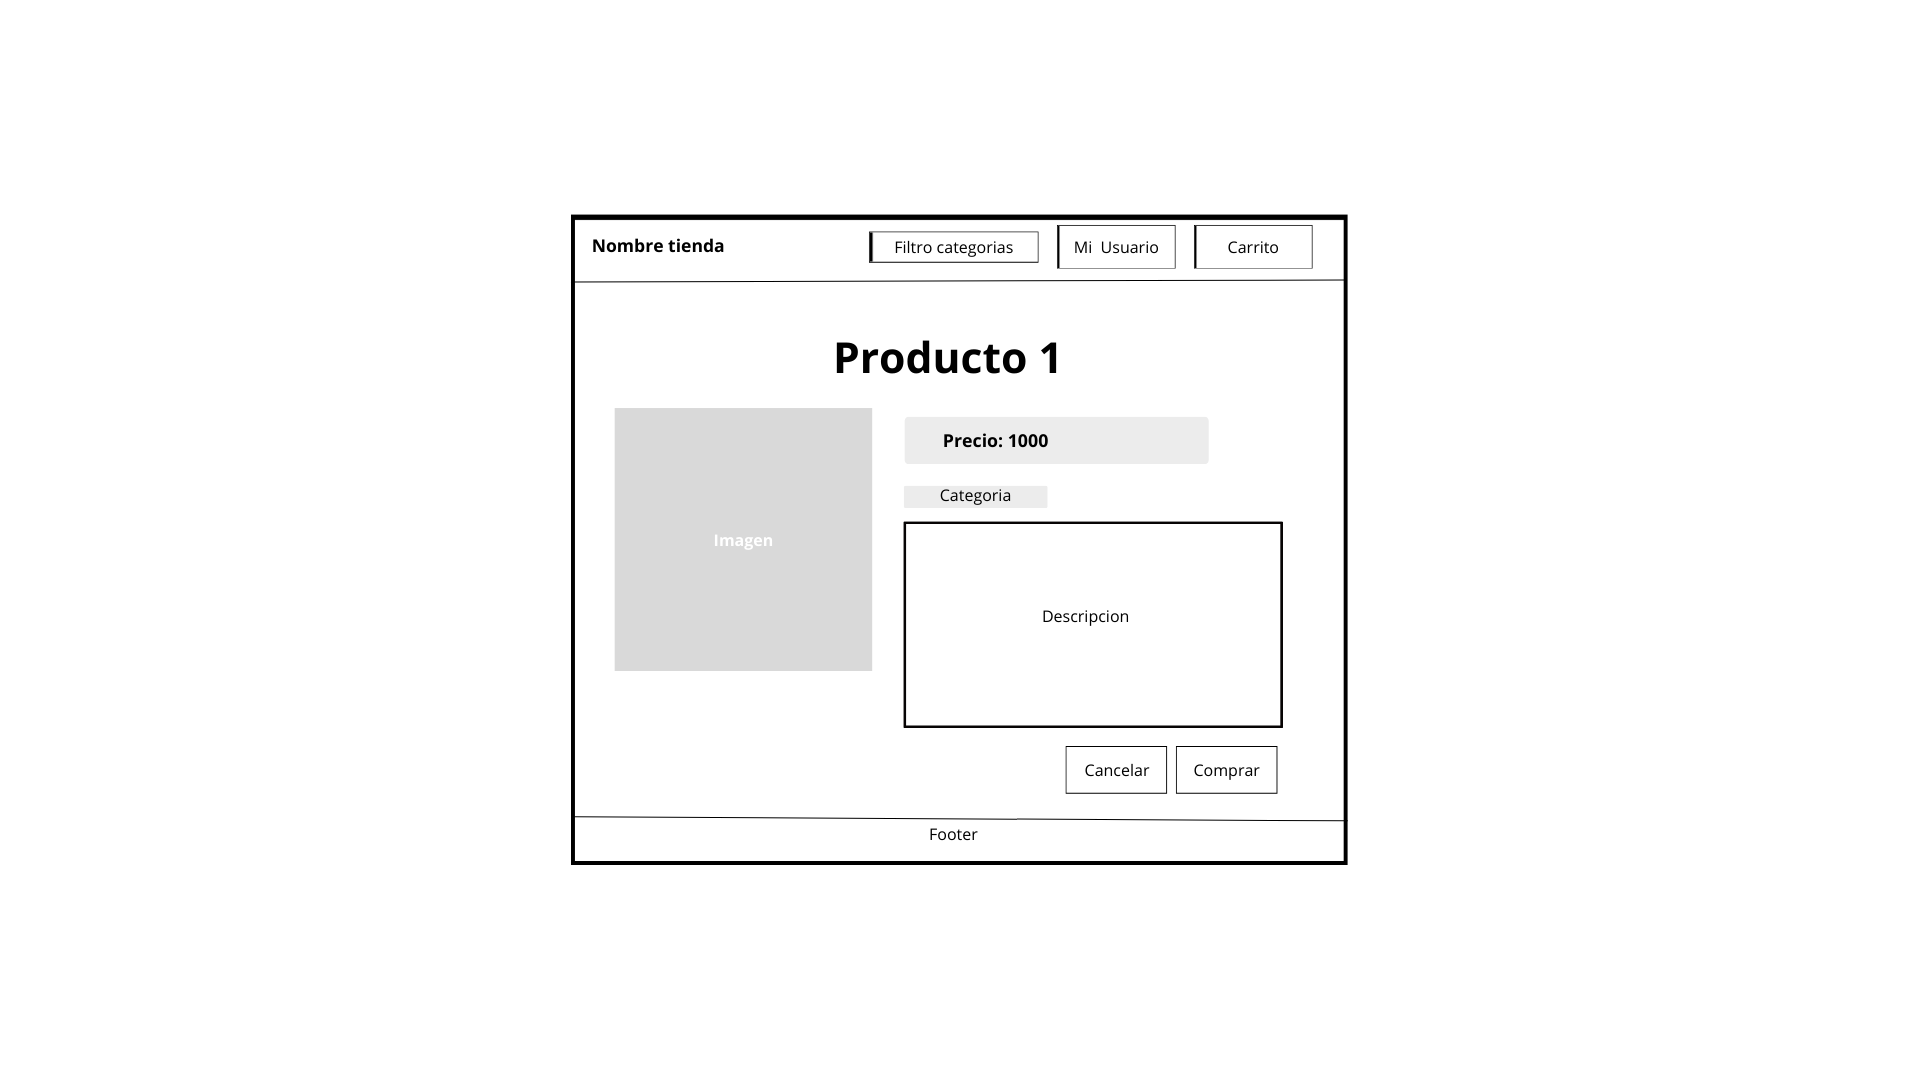 Nombre tienda
Filtro categorias
Mi  Usuario
Carrito
Producto 1
Imagen
Precio: 1000
Categoria
Descripcion
Cancelar
Comprar
Footer